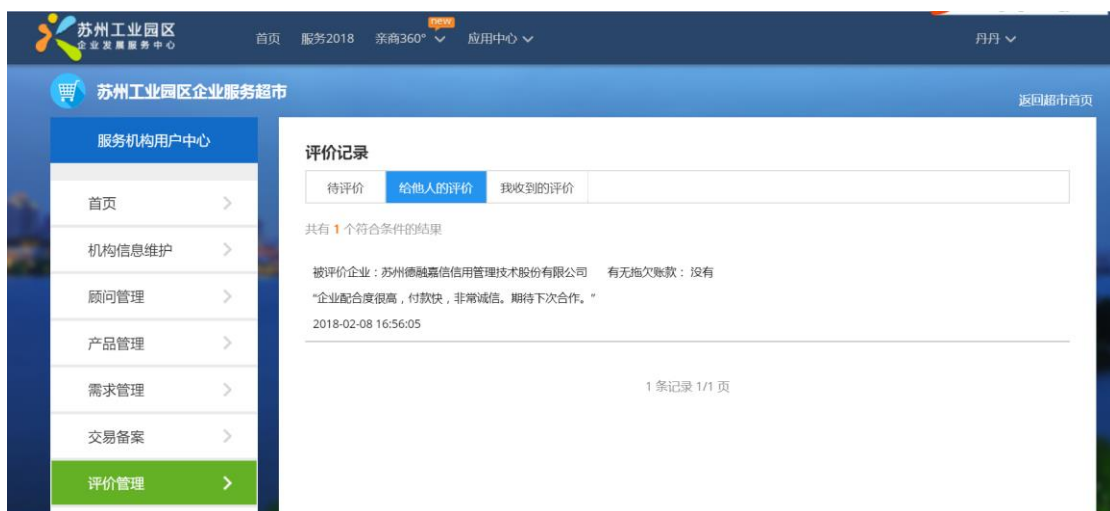 苏州工业园区
企业发展服务中心
首页 服务2018 亲商360° new 应用中心
丹丹
苏州工业园区企业服务超市
返回超市首页
服务机构用户中心
首页
机构信息维护
顾问管理
产品管理
需求管理
交易备案
评价管理
评价记录
待评价 给他人的评价 我收到的评价
共有 1 个符合条件的结果
被评价企业：苏州德融嘉信信用管理技术股份有限公司 有无拖欠账款： 没有
“企业配合度很高，付款快，非常诚信。期待下次合作。”
2018-02-08 16:56:05
1 条记录 1/1 页